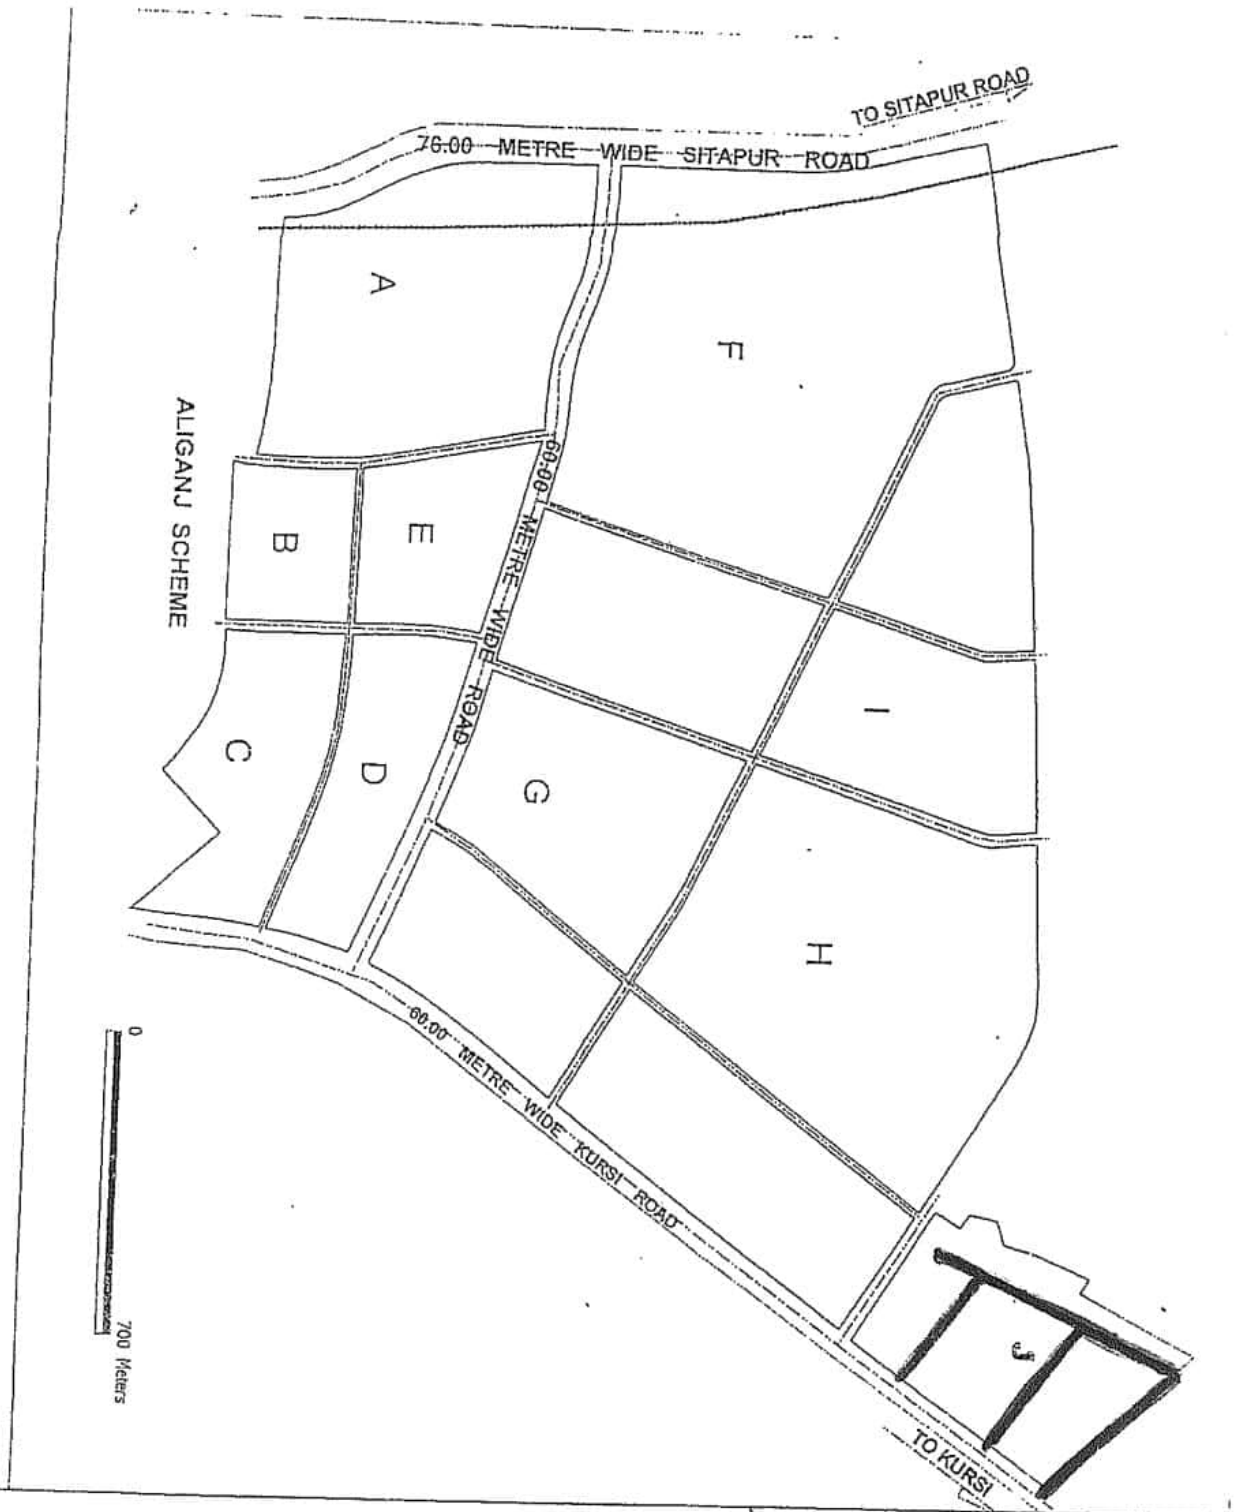 TO SITAPUR ROAD
76.00 METRE WIDE SITAPUR ROAD
A
F
60.00 METRE WIDE ROAD
ALIGANJ SCHEME
B
E
I
C
D
G
H
60.00 METRE WIDE KURSI ROAD
0
700 Meters
J
TO KURSI